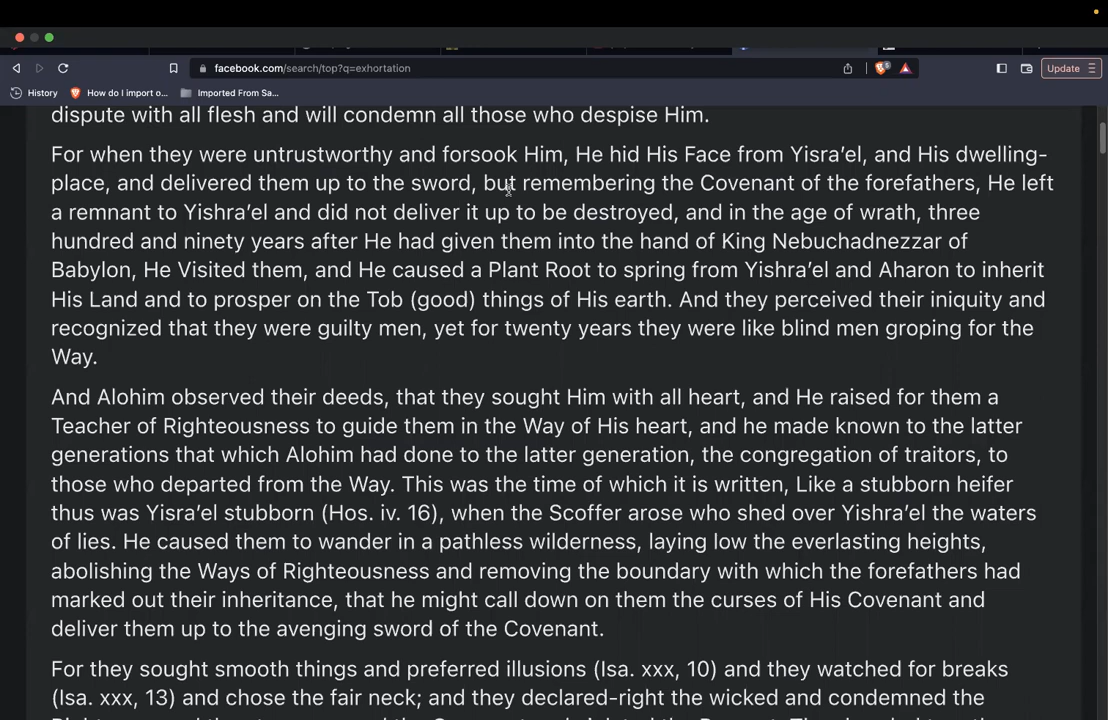 facebook.com/search/top?q=exhortation
5
Update
History
How do I import o...
Imported From Sa...
dispute with all flesh and will condemn all those who despise Him.
For when they were untrustworthy and forsook Him, He hid His Face from Yisra’el, and His dwelling-
place, and delivered them up to the sword, but remembering the Covenant of the forefathers, He left
a remnant to Yishra’el and did not deliver it up to be destroyed, and in the age of wrath, three
hundred and ninety years after He had given them into the hand of King Nebuchadnezzar of
Babylon, He Visited them, and He caused a Plant Root to spring from Yishra’el and Aharon to inherit
His Land and to prosper on the Tob (good) things of His earth. And they perceived their iniquity and
recognized that they were guilty men, yet for twenty years they were like blind men groping for the
Way.
And Alohim observed their deeds, that they sought Him with all heart, and He raised for them a
Teacher of Righteousness to guide them in the Way of His heart, and he made known to the latter
generations that which Alohim had done to the latter generation, the congregation of traitors, to
those who departed from the Way. This was the time of which it is written, Like a stubborn heifer
thus was Yisra’el stubborn (Hos. iv. 16), when the Scoffer arose who shed over Yishra’el the waters
of lies. He caused them to wander in a pathless wilderness, laying low the everlasting heights,
abolishing the Ways of Righteousness and removing the boundary with which the forefathers had
marked out their inheritance, that he might call down on them the curses of His Covenant and
deliver them up to the avenging sword of the Covenant.
For they sought smooth things and preferred illusions (Isa. xxx, 10) and they watched for breaks
(Isa. xxx, 13) and chose the fair neck; and they declared-right the wicked and condemned the